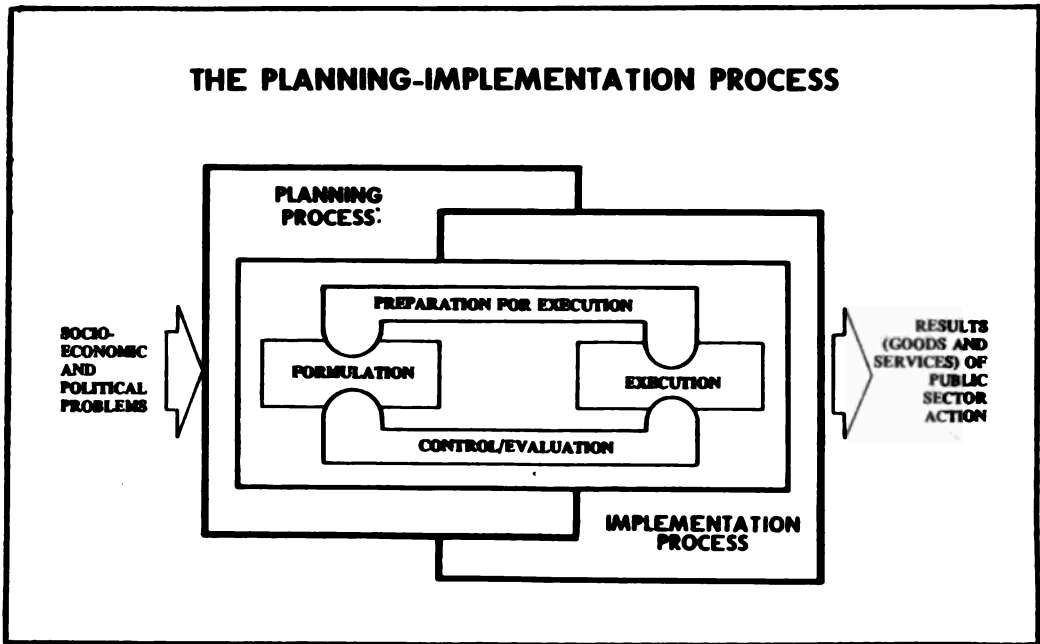 THE PLANNING-IMPLEMENTATION PROCESS
PLANNING
PROCESS:
PREPARATION FOR EXECUTION
SOCIO-
ECONOMIC
AND
POLITICAL
PROBLEMS
FORMULATION
EXECUTION
RESULTS
(GOODS AND
SERVICES) OF
PUBLIC
SECTOR
ACTION
CONTROL/EVALUATION
IMPLEMENTATION
PROCESS